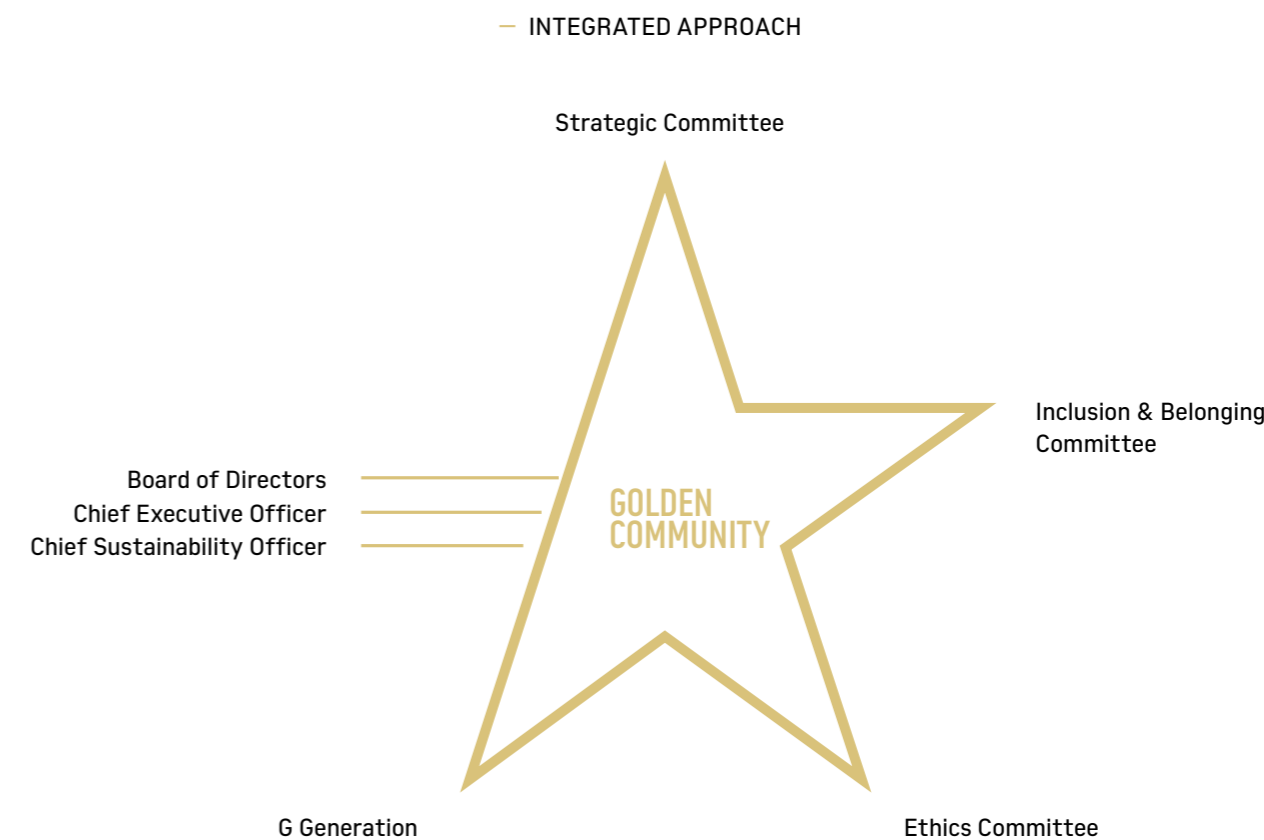 — INTEGRATED APPROACH
Strategic Committee
Inclusion & Belonging
Committee
Board of Directors
Chief Executive Officer
Chief Sustainability Officer
GOLDEN
COMMUNITY
G Generation
Ethics Committee